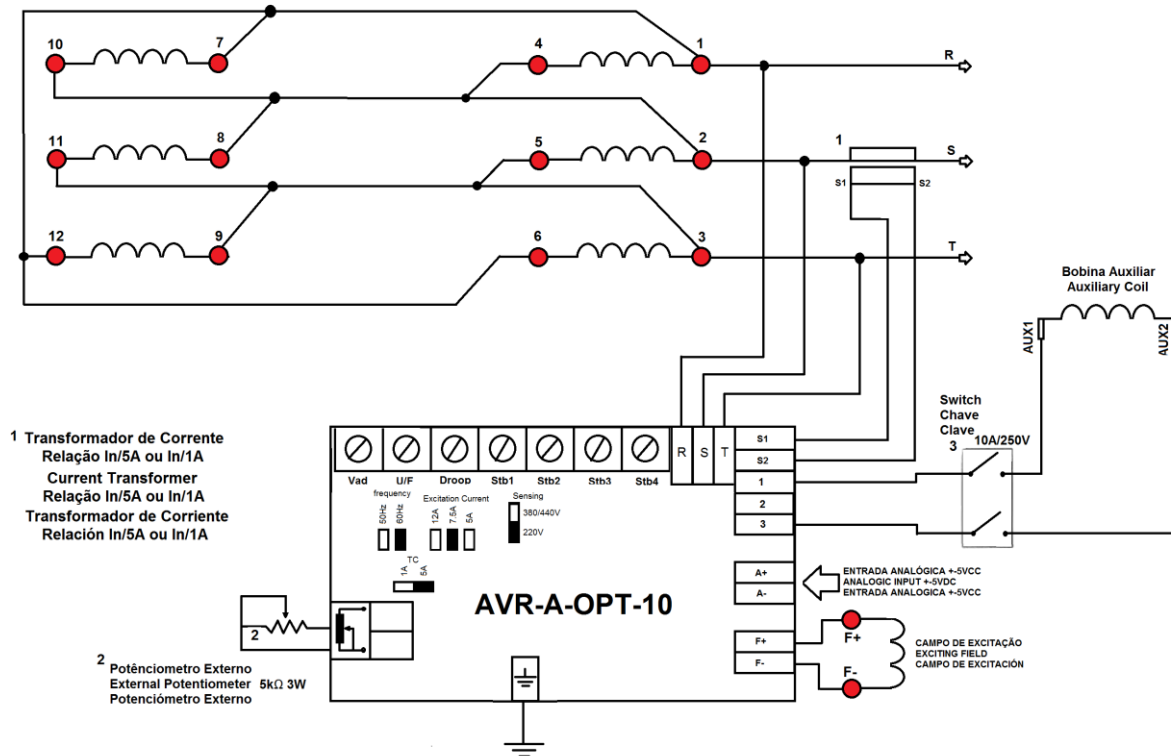 10
7
4
1
R
11
8
5
2
1
S
S1
S2
12
9
6
3
T
Bobina Auxiliar
Auxiliary Coil
AUX1
AUX2
Switch
Chave
Clave
3
10A/250V
1 Transformador de Corrente
Relação In/5A ou In/1A
Current Transformer
Relação In/5A ou In/1A
Transformador de Corriente
Relación In/5A ou In/1A
Vad
U/F
Droop
Stb1
Stb2
Stb3
Stb4
R
S
T
S1
S2
1
2
3
frequency
50Hz
60Hz
Excitation Current
12A
7.5A
5A
Sensing
380/440V
220V
TC
1A
5A
AVR-A-OPT-10
A+
A-
ENTRADA ANALÓGICA +-5VCC
ANALOGIC INPUT +-5VDC
ENTRADA ANALOGICA +-5VCC
F+
F-
F+
F-
CAMPO DE EXCITAÇÃO
EXCITING FIELD
CAMPO DE EXCITACIÓN
2
2 Potênciometro Externo
External Potentiometer 5kΩ 3W
Potenciómetro Externo